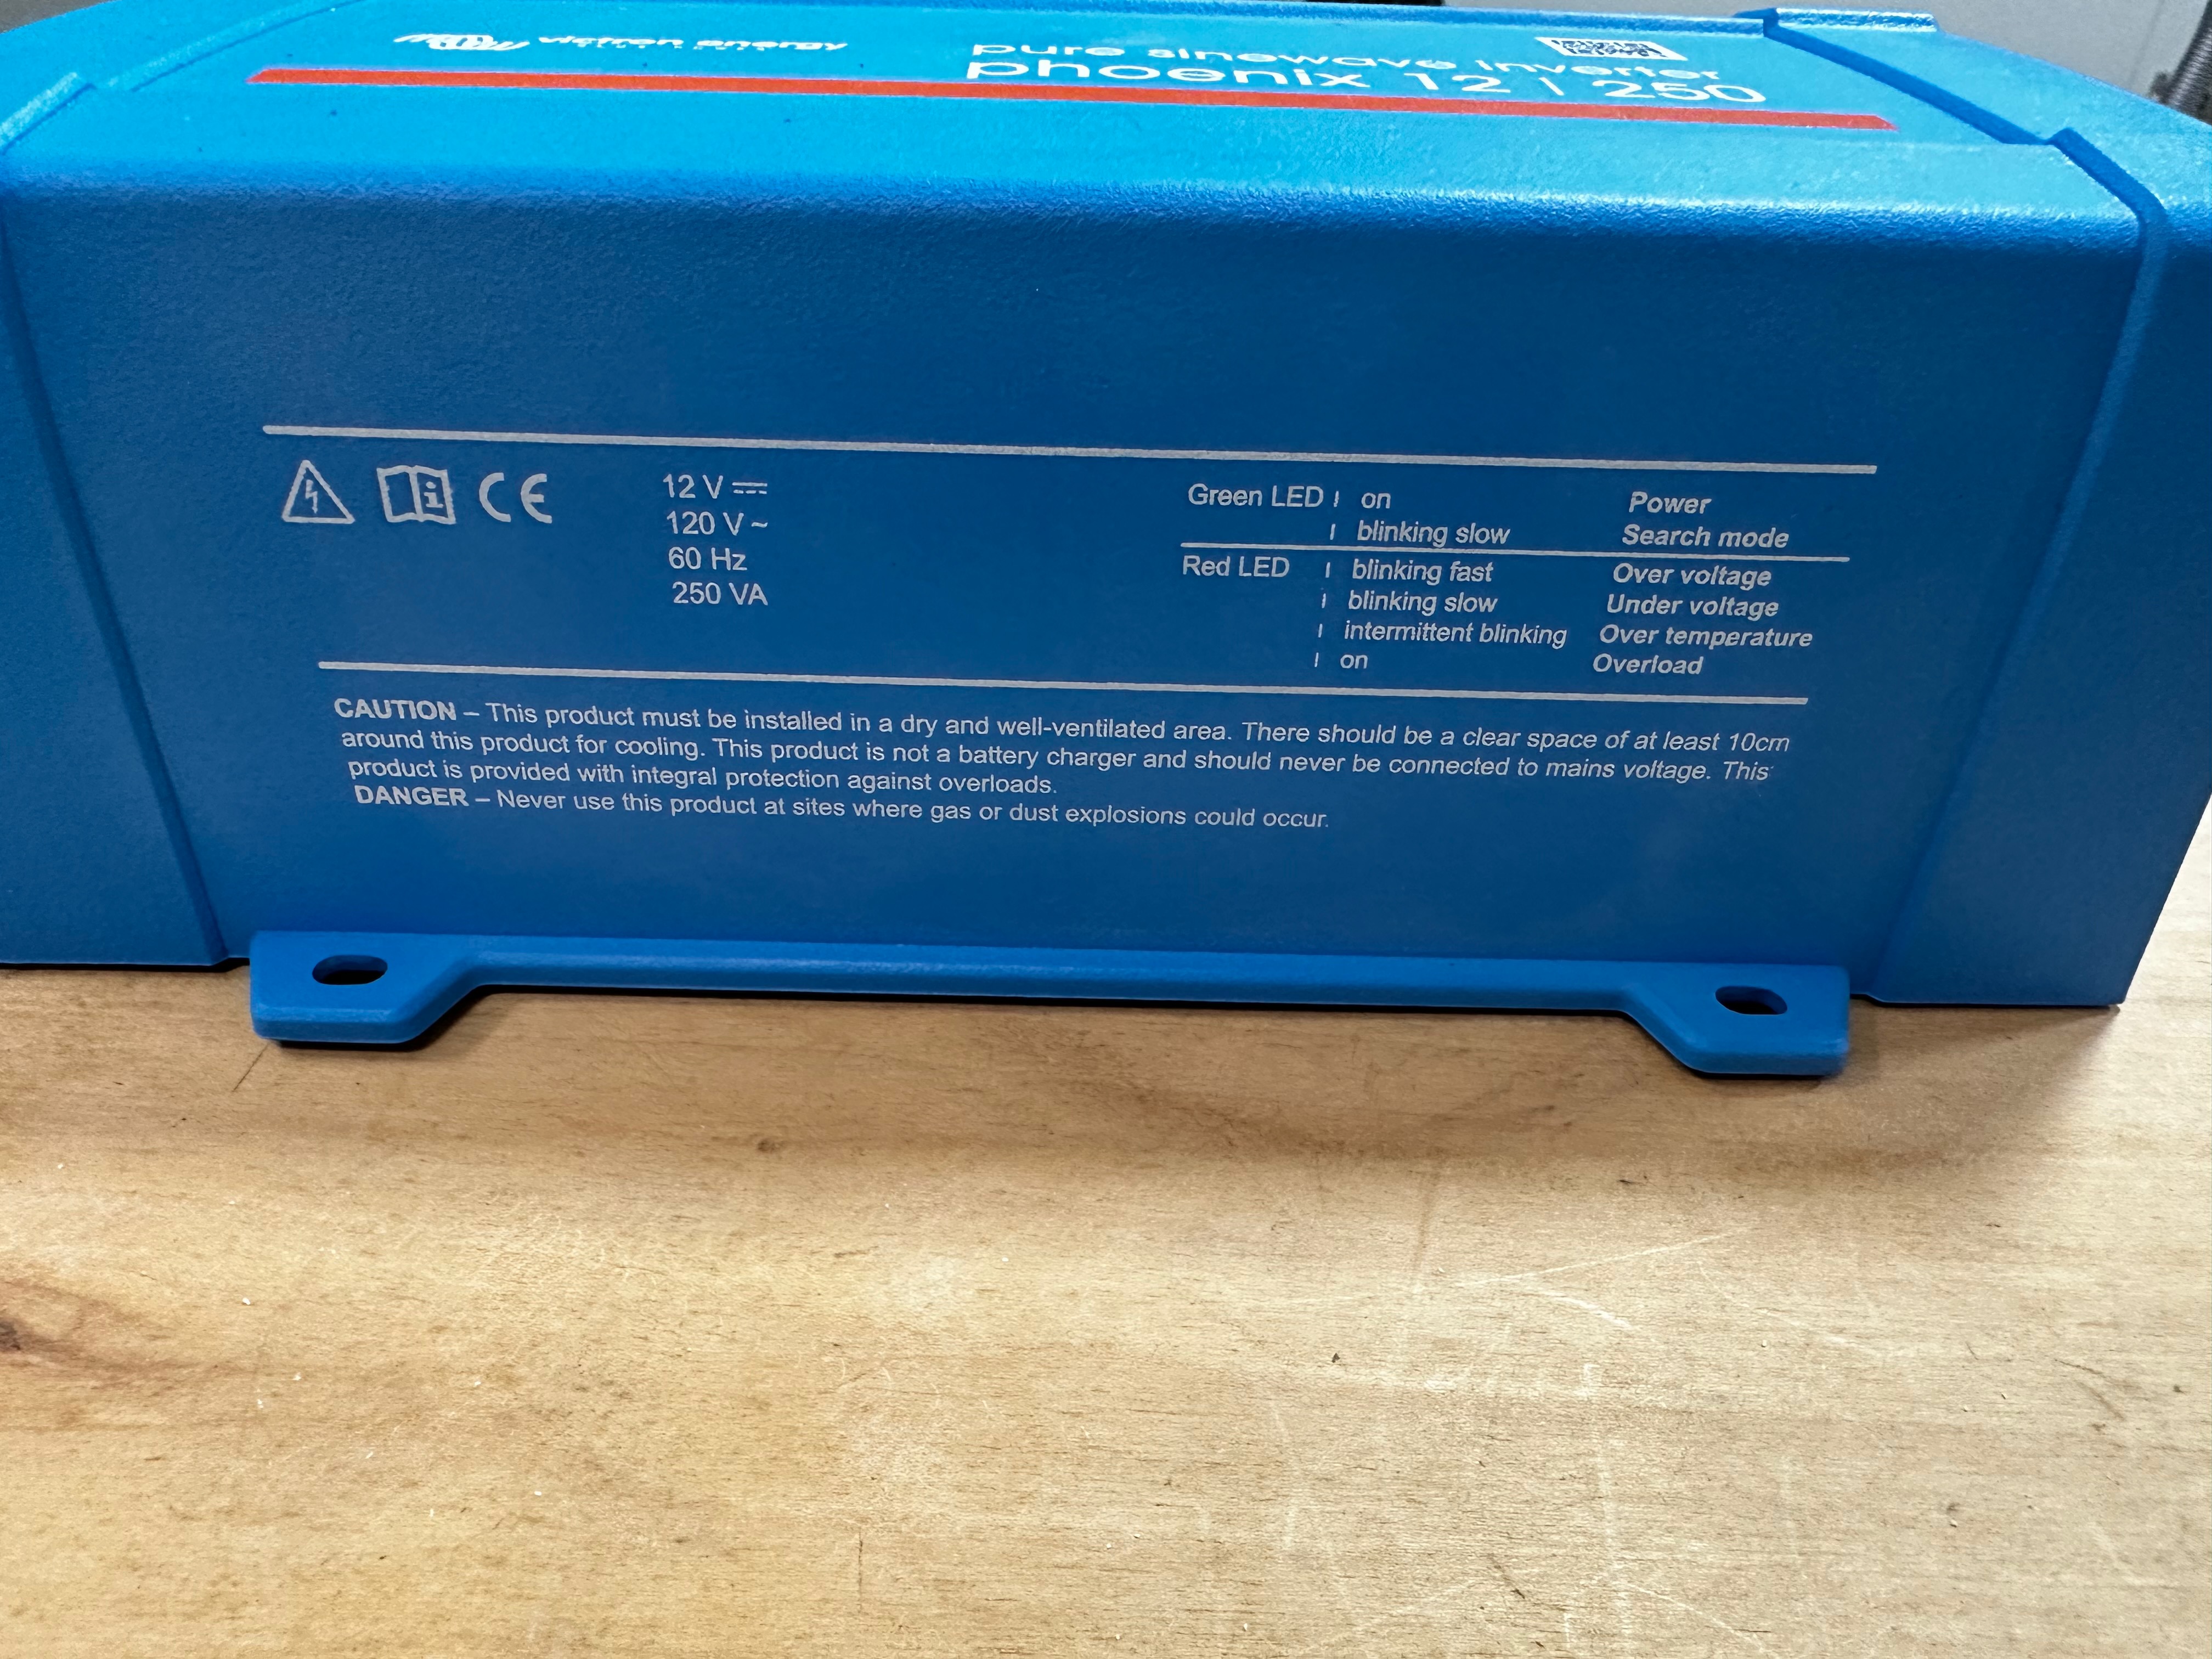 victron energy
pure sinewave inverter
phoenix 12 | 250
CE
12 V
120 V ~
60 Hz
250 VA
Green LED | on Power
| blinking slow Search mode
Red LED | blinking fast Over voltage
| blinking slow Under voltage
| intermittent blinking Over temperature
| on Overload
CAUTION – This product must be installed in a dry and well-ventilated area. There should be a clear space of at least 10cm
around this product for cooling. This product is not a battery charger and should never be connected to mains voltage. This
product is provided with integral protection against overloads.
DANGER – Never use this product at sites where gas or dust explosions could occur.